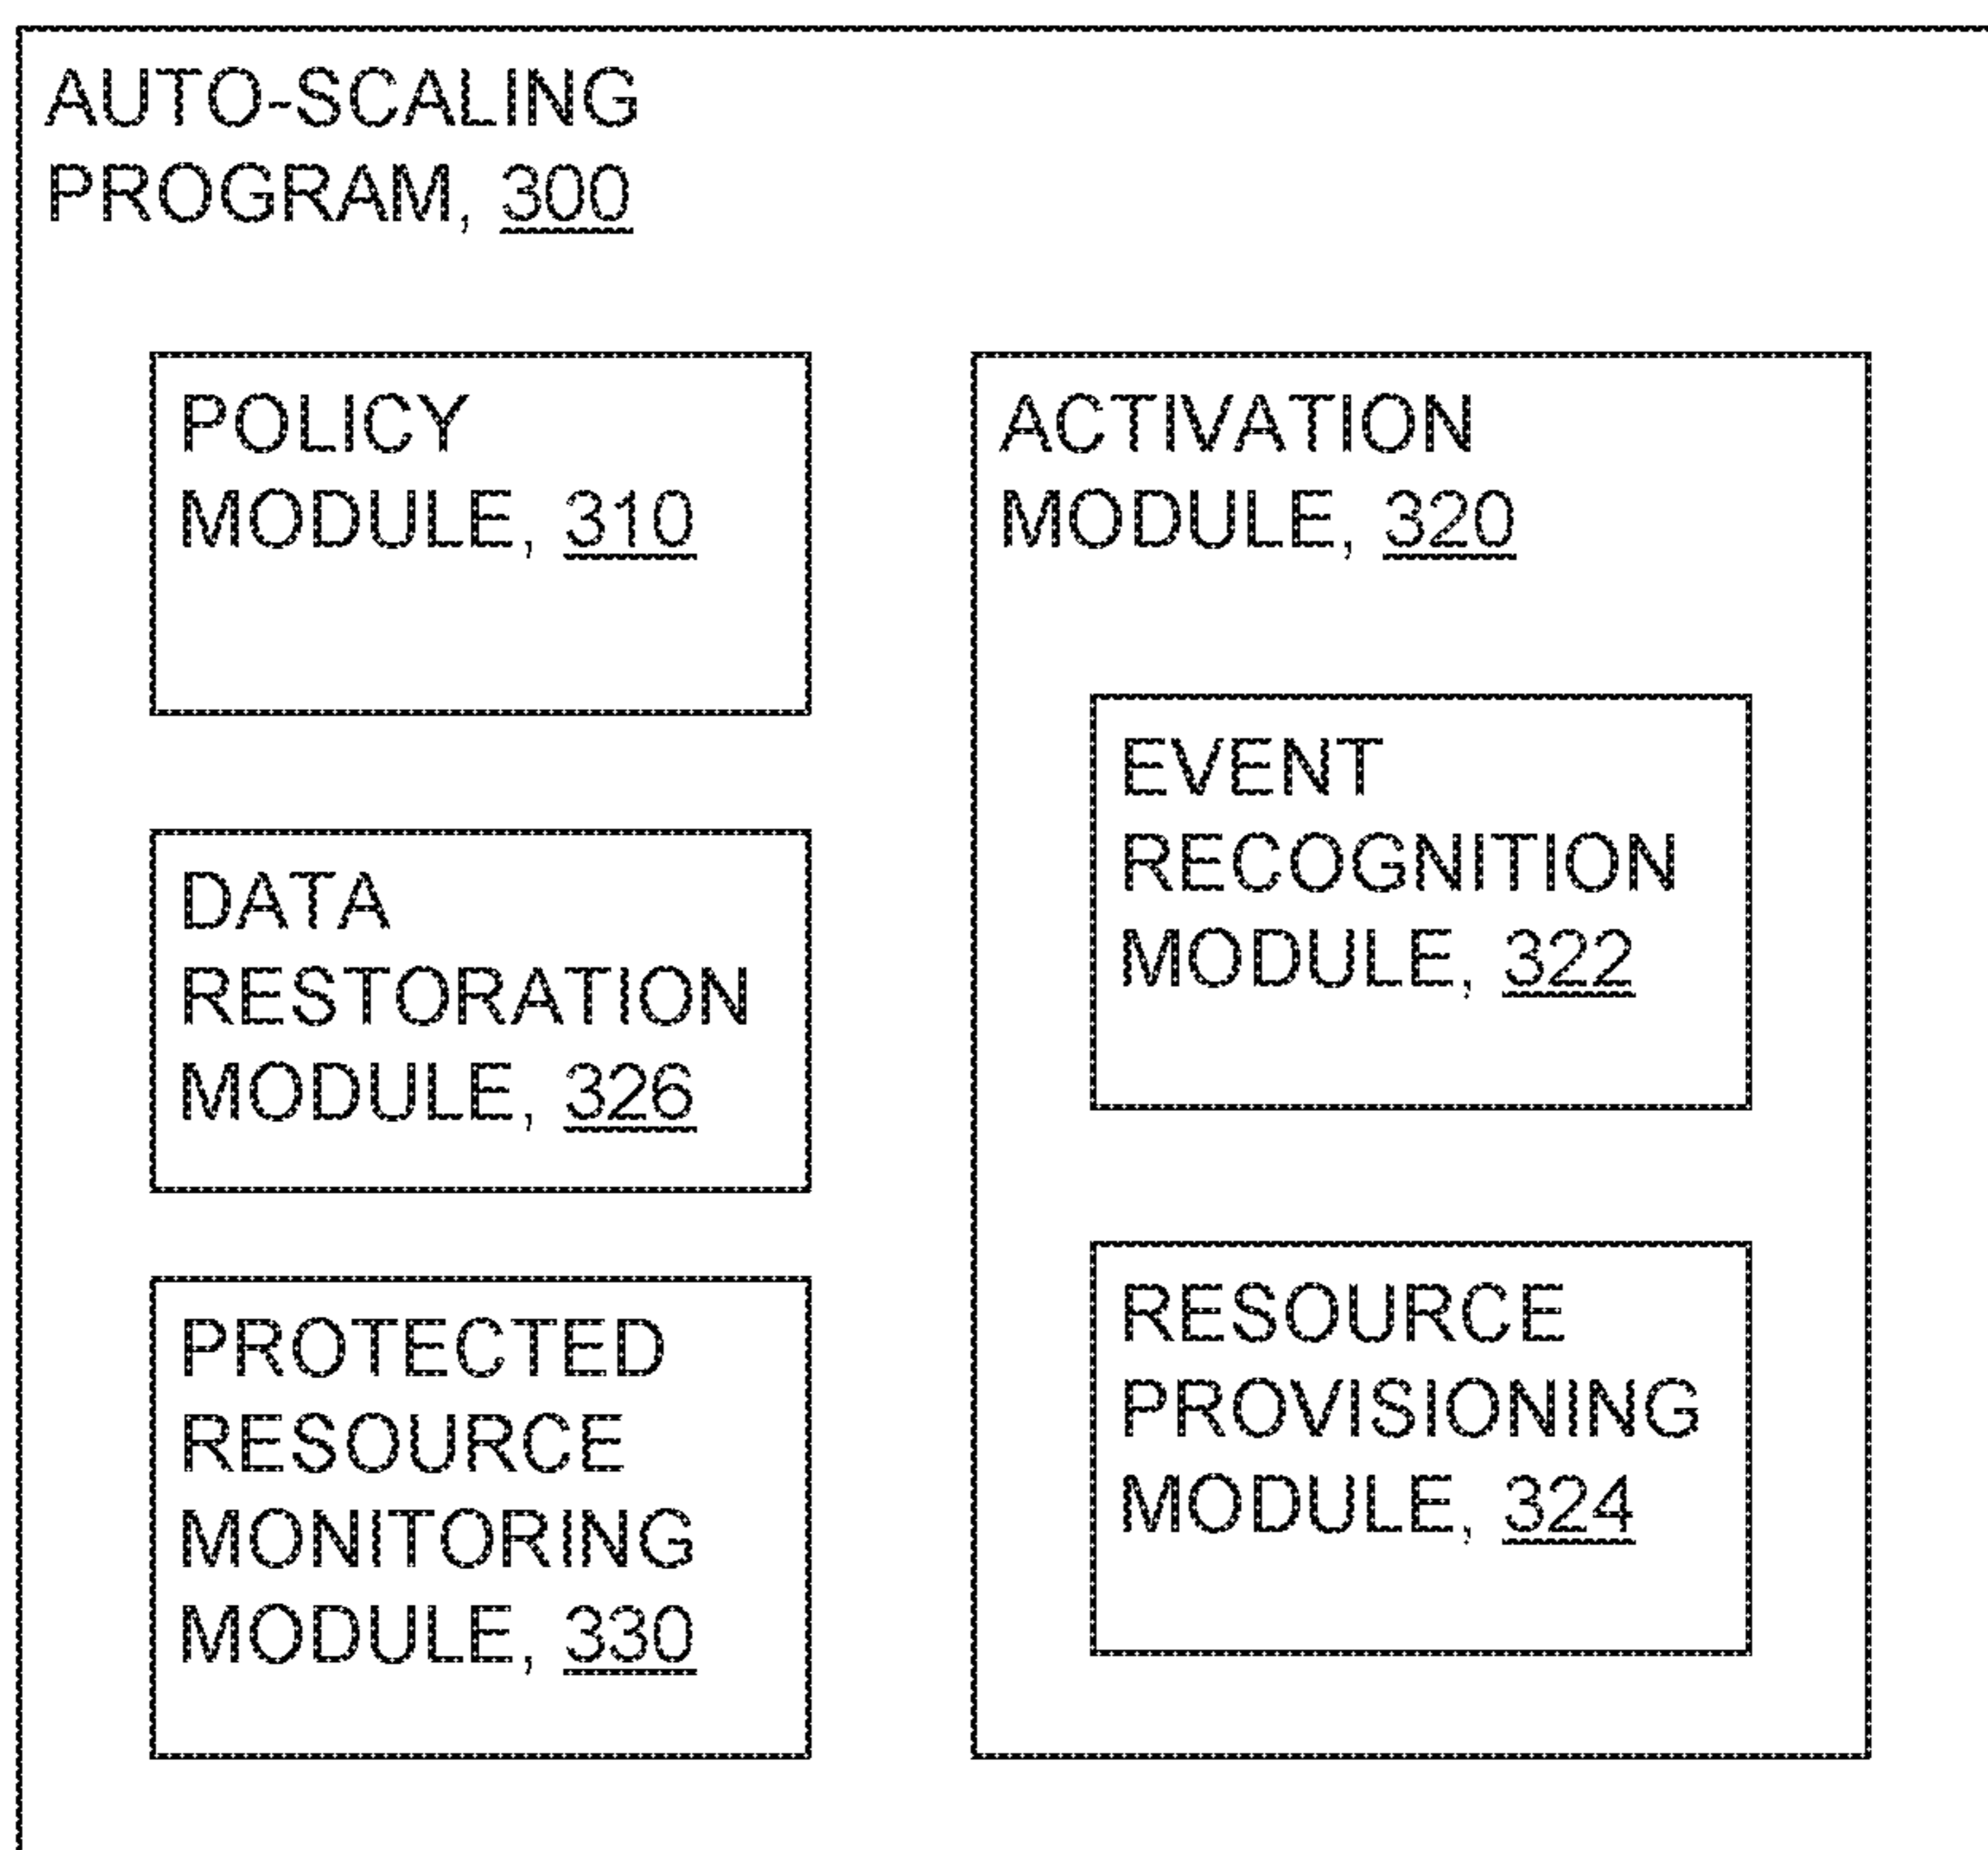 AUTO-SCALING
PROGRAM, 300
POLICY
MODULE, 310
DATA
RESTORATION
MODULE, 326
PROTECTED
RESOURCE
MONITORING
MODULE, 330
ACTIVATION
MODULE, 320
EVENT
RECOGNITION
MODULE, 322
RESOURCE
PROVISIONING
MODULE, 324